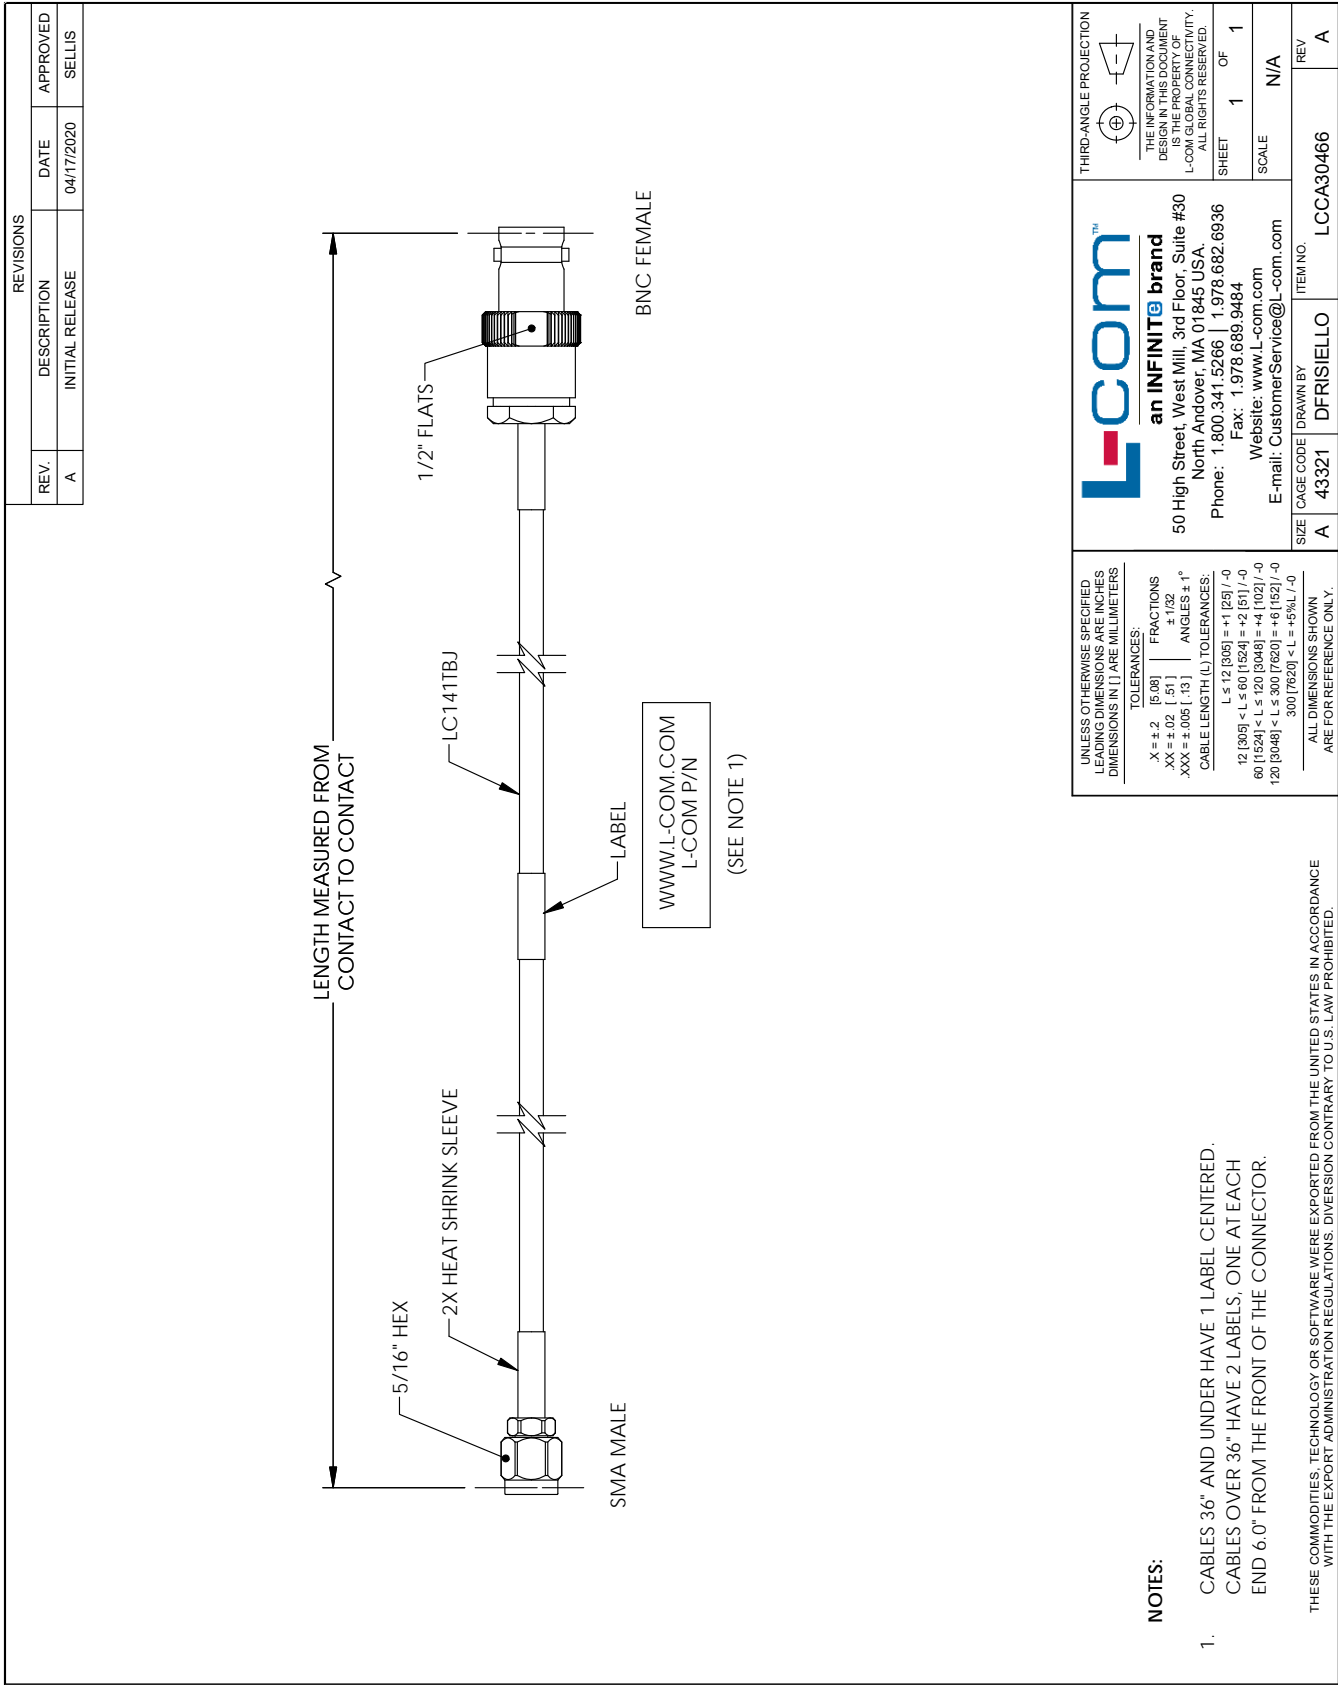 REVISIONS
REV. DESCRIPTION DATE APPROVED
A INITIAL RELEASE 04/17/2020 SELLIS
LENGTH MEASURED FROM
CONTACT TO CONTACT
5/16" HEX
2X HEAT SHRINK SLEEVE
LC141TBJ
1/2" FLATS
LABEL
SMA MALE
BNC FEMALE
WWW.L-COM.COM
L-COM P/N
(SEE NOTE 1)
NOTES:
1. CABLES 36" AND UNDER HAVE 1 LABEL CENTERED.
CABLES OVER 36" HAVE 2 LABELS, ONE AT EACH
END 6.0" FROM THE FRONT OF THE CONNECTOR.
THESE COMMODITIES, TECHNOLOGY OR SOFTWARE WERE EXPORTED FROM THE UNITED STATES IN ACCORDANCE
WITH THE EXPORT ADMINISTRATION REGULATIONS. DIVERSION CONTRARY TO U.S. LAW PROHIBITED.
UNLESS OTHERWISE SPECIFIED
LEADING DIMENSIONS ARE INCHES
DIMENSIONS IN [ ] ARE MILLIMETERS
TOLERANCES:
.X = ±.2 [5.08] FRACTIONS
.XX = ±.02 [.51] ± 1/32
.XXX = ±.005 [.13] ANGLES ± 1°
CABLE LENGTH (L) TOLERANCES:
L ≤ 12 [305] = +1 [25] / -0
12 [305] < L ≤ 60 [1524] = +2 [51] / -0
60 [1524] < L ≤ 120 [3048] = +4 [102] / -0
120 [3048] < L ≤ 300 [7620] = +6 [152] / -0
300 [7620] < L = +5%L / -0
ALL DIMENSIONS SHOWN
ARE FOR REFERENCE ONLY.
L-com™
an INFINITe brand
50 High Street, West Mill, 3rd Floor, Suite #30
North Andover, MA 01845 USA.
Phone: 1.800.341.5266 | 1.978.682.6936
Fax: 1.978.689.9484
Website: www.L-com.com
E-mail: CustomerService@L-com.com
THIRD-ANGLE PROJECTION
THE INFORMATION AND
DESIGN IN THIS DOCUMENT
IS THE PROPERTY OF
L-COM GLOBAL CONNECTIVITY.
ALL RIGHTS RESERVED.
SHEET 1 OF 1
SCALE N/A
SIZE CAGE CODE DRAWN BY ITEM NO. REV
A 43321 DFRISIELLO LCCA30466 A